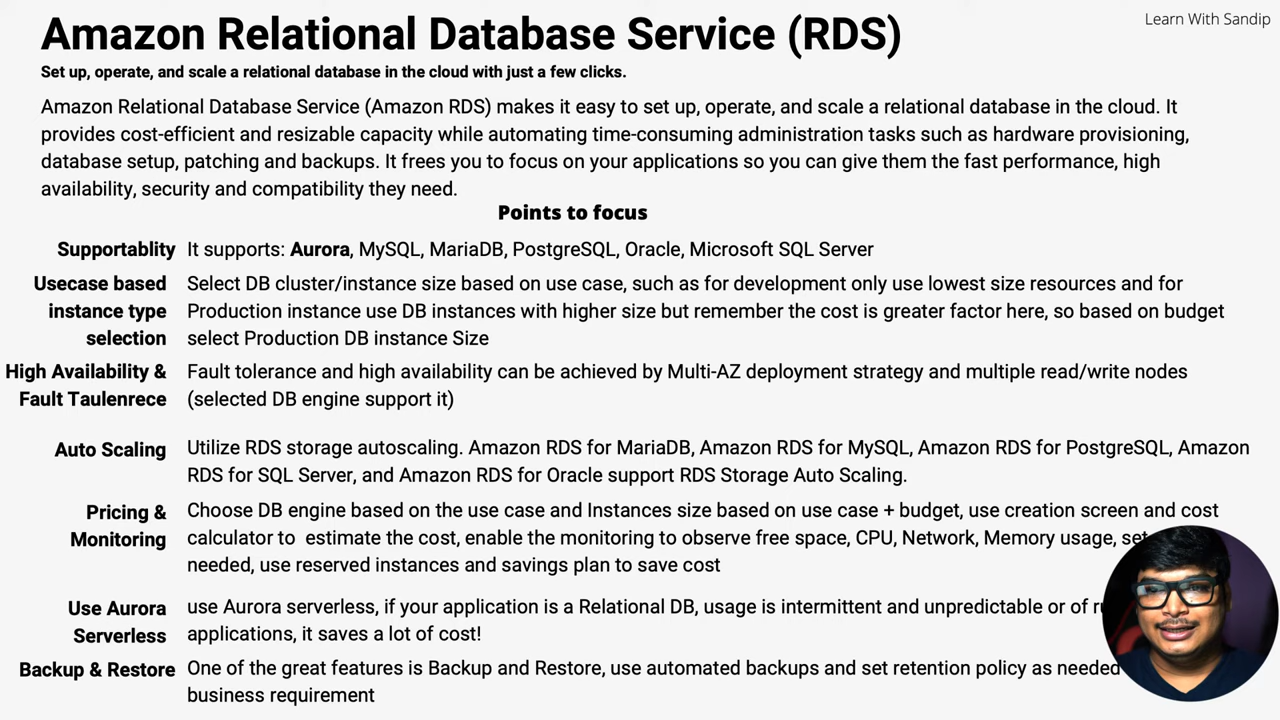 Learn With Sandip
Amazon Relational Database Service (RDS)
Set up, operate, and scale a relational database in the cloud with just a few clicks.
Amazon Relational Database Service (Amazon RDS) makes it easy to set up, operate, and scale a relational database in the cloud. It
provides cost-efficient and resizable capacity while automating time-consuming administration tasks such as hardware provisioning,
database setup, patching and backups. It frees you to focus on your applications so you can give them the fast performance, high
availability, security and compatibility they need.
Points to focus
Supportablity It supports: Aurora, MySQL, MariaDB, PostgreSQL, Oracle, Microsoft SQL Server
Usecase based Select DB cluster/instance size based on use case, such as for development only use lowest size resources and for
instance type Production instance use DB instances with higher size but remember the cost is greater factor here, so based on budget
selection select Production DB instance Size
High Availability & Fault tolerance and high availability can be achieved by Multi-AZ deployment strategy and multiple read/write nodes
Fault Taulenrece (selected DB engine support it)
Auto Scaling Utilize RDS storage autoscaling. Amazon RDS for MariaDB, Amazon RDS for MySQL, Amazon RDS for PostgreSQL, Amazon
RDS for SQL Server, and Amazon RDS for Oracle support RDS Storage Auto Scaling.
Pricing & Choose DB engine based on the use case and Instances size based on use case + budget, use creation screen and cost
Monitoring calculator to estimate the cost, enable the monitoring to observe free space, CPU, Network, Memory usage, set
needed, use reserved instances and savings plan to save cost
Use Aurora use Aurora serverless, if your application is a Relational DB, usage is intermittent and unpredictable or of
Serverless applications, it saves a lot of cost!
Backup & Restore One of the great features is Backup and Restore, use automated backups and set retention policy as needed
business requirement